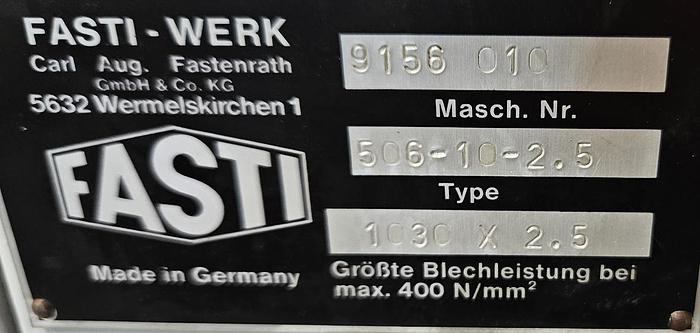 FASTI - WERK
Carl Aug. Fastenrath
GmbH & Co. KG
5632 Wermelskirchen 1
FASTI
Made in Germany
9156 010
Masch. Nr.
506-10-2.5
Type
1030 X 2.5
Größte Blechleistung bei
max. 400 N/mm²